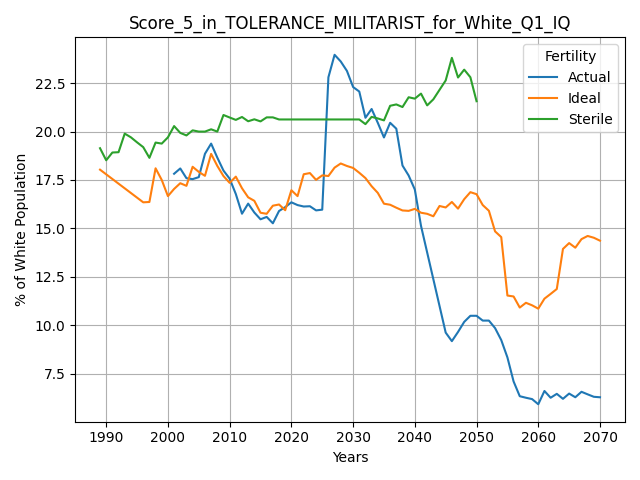 Score_5_in_TOLERANCE_MILITARIST_for_White_Q1_IQ
Fertility
Actual
Ideal
Sterile
% of White Population
22.5
20.0
17.5
15.0
12.5
10.0
7.5
1990 2000 2010 2020 2030 2040 2050 2060 2070
Years